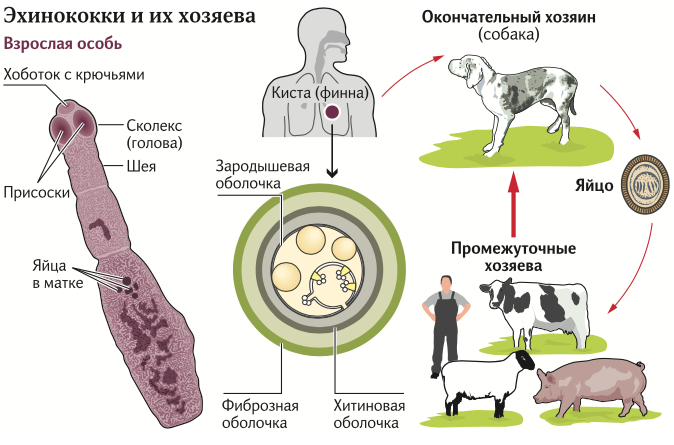 Эхинококки и их хозяева
Взрослая особь
Хоботок с крючьями
Сколекс
(голова)
Шея
Присоски
Яйца
в матке
Киста (финна)
Зародышевая
оболочка
Фиброзная
оболочка
Хитиновая
оболочка
Окончательный хозяин
(собака)
Яйцо
Промежуточные
хозяева